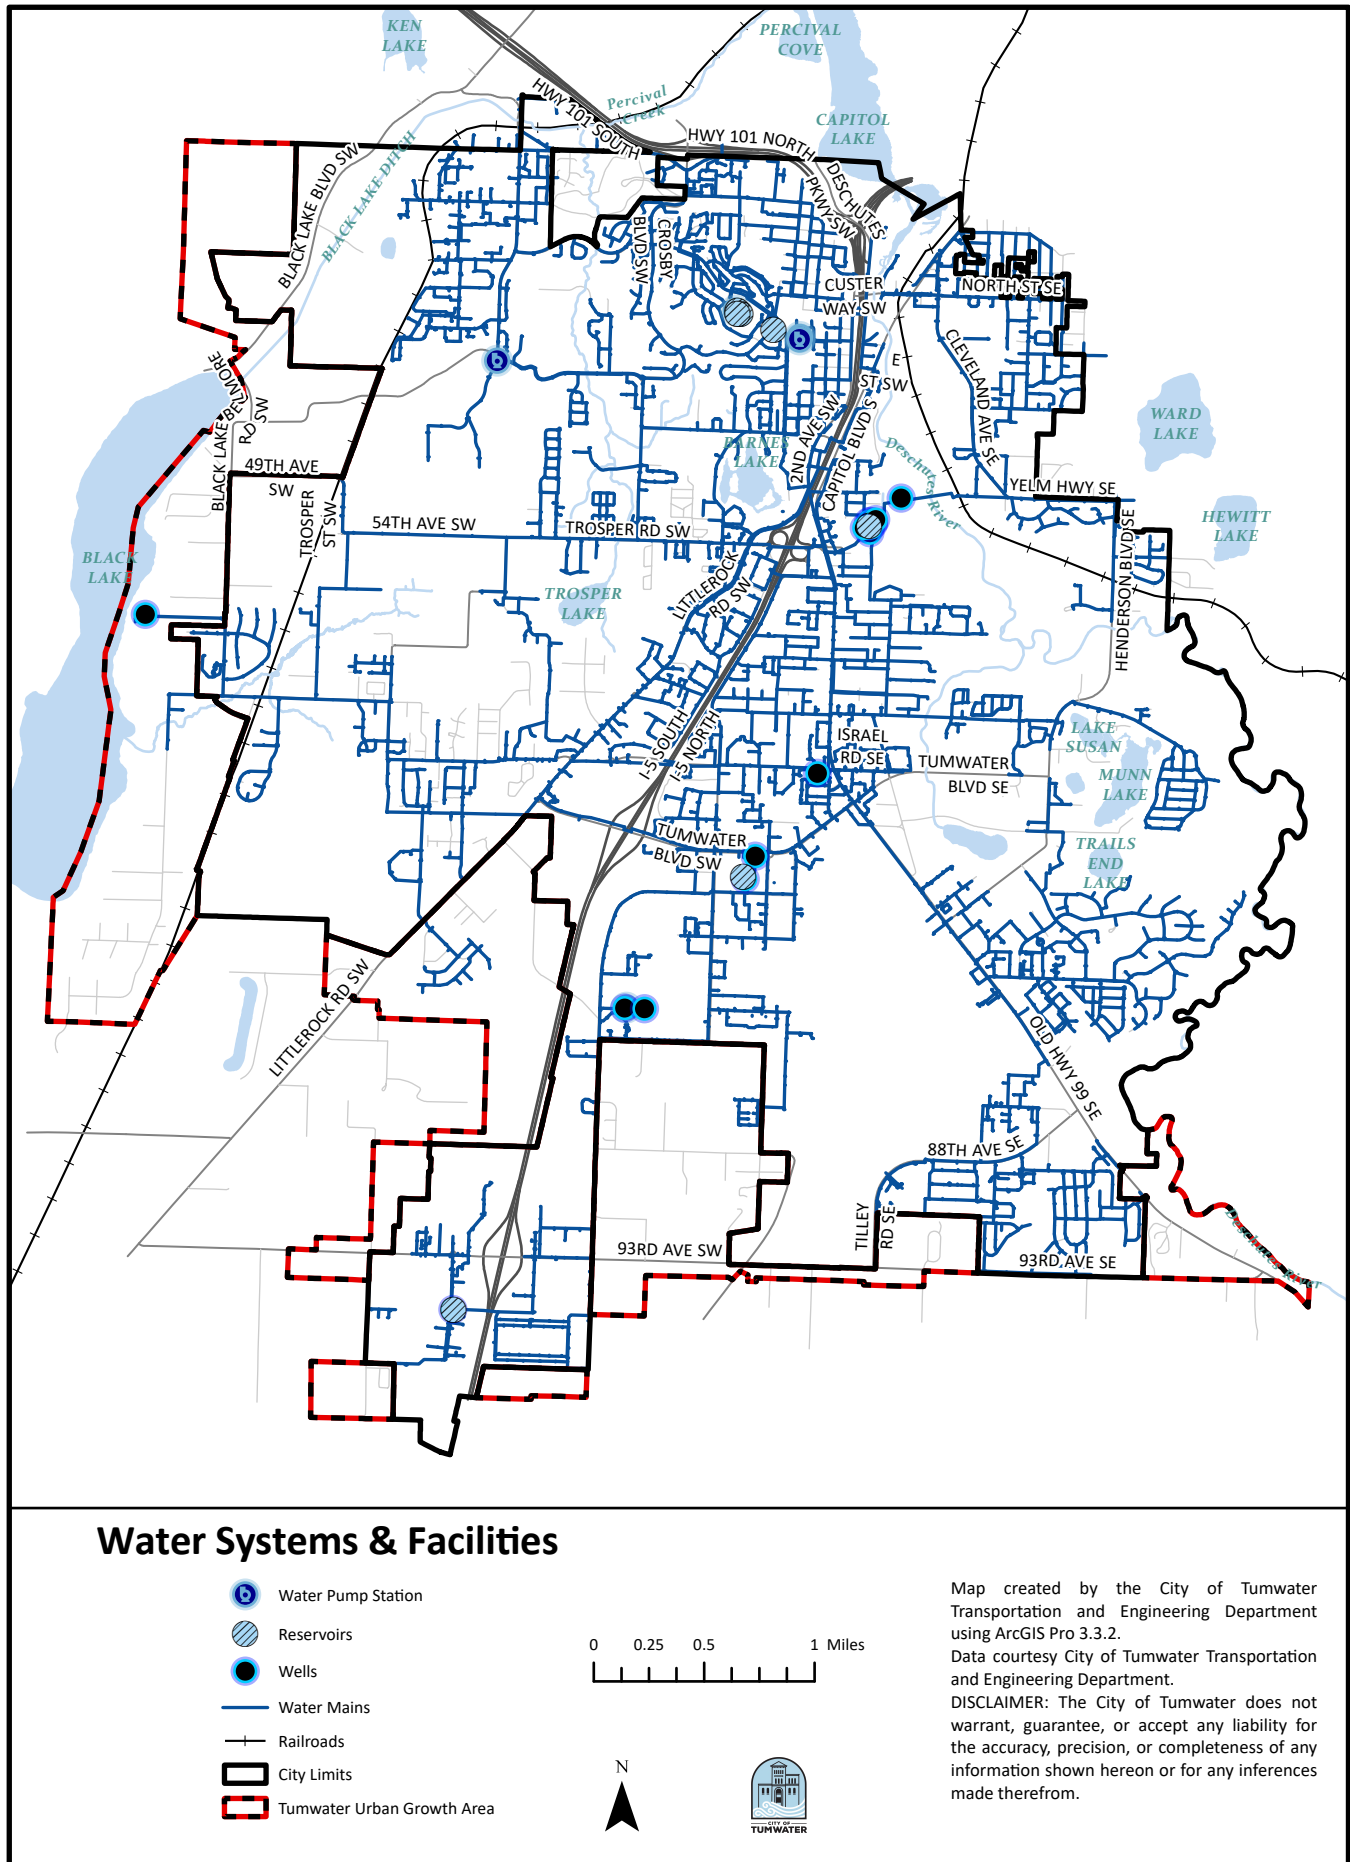 KEN
LAKE
PERCIVAL
COVE
HWY 101 SOUTH
Percival
Creek
CAPITOL
LAKE
HWY 101 NORTH
DESCHUTES
PKWY SW
BLACK LAKE BLVD SW
BLACK LAKE DITCH
CROSBY
BLVD SW
CUSTER
WAY SW
NORTH ST SE
CLEVELAND AVE SE
E
ST SW
2ND AVE SW
CAPITOL BLVD S
BARNES
LAKE
WARD
LAKE
BLACK LAKE BELMORE
RD SW
49TH AVE
SW
TROSPER
ST SW
54TH AVE SW
TROSPER RD SW
Deschutes
River
YELM HWY SE
HEWITT
LAKE
HENDERSON BLVD SE
BLACK
LAKE
TROSPER
LAKE
LITTLEROCK
RD SW
I-5 SOUTH
I-5 NORTH
ISRAEL
RD SE
TUMWATER
BLVD SE
LAKE
SUSAN
MUNN
LAKE
TRAILS
END
LAKE
TUMWATER
BLVD SW
LITTLEROCK RD SW
OLD HWY 99 SE
88TH AVE SE
TILLEY
RD SE
93RD AVE SW
93RD AVE SE
Deschutes River
Water Systems & Facilities
Water Pump Station
Reservoirs
Wells
Water Mains
Railroads
City Limits
Tumwater Urban Growth Area
0 0.25 0.5 1 Miles
N
CITY OF
TUMWATER
Map created by the City of Tumwater
Transportation and Engineering Department
using ArcGIS Pro 3.3.2.
Data courtesy City of Tumwater Transportation
and Engineering Department.
DISCLAIMER: The City of Tumwater does not
warrant, guarantee, or accept any liability for
the accuracy, precision, or completeness of any
information shown hereon or for any inferences
made therefrom.